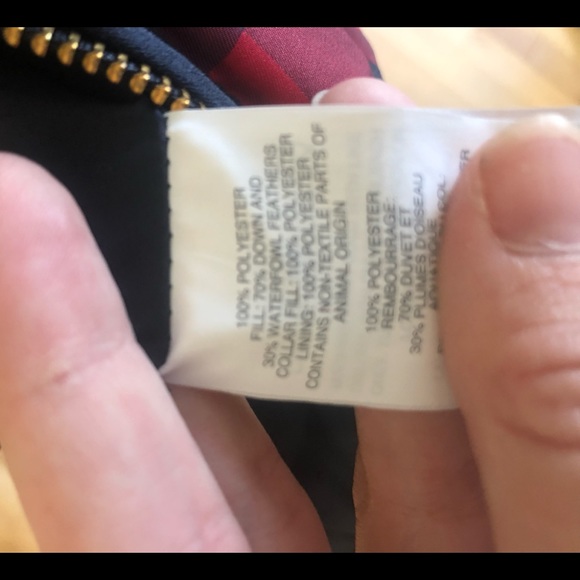 100% POLYESTER
FILL: 70% DOWN AND
30% WATERFOWL FEATHERS
COLLAR FILL: 100% POLYESTER
LINING: 100% POLYESTER
CONTAINS NON-TEXTILE PARTS OF
ANIMAL ORIGIN
100% POLYESTER
REMBOURRAGE:
70% DUVET ET
30% PLUMES D'OISEAU